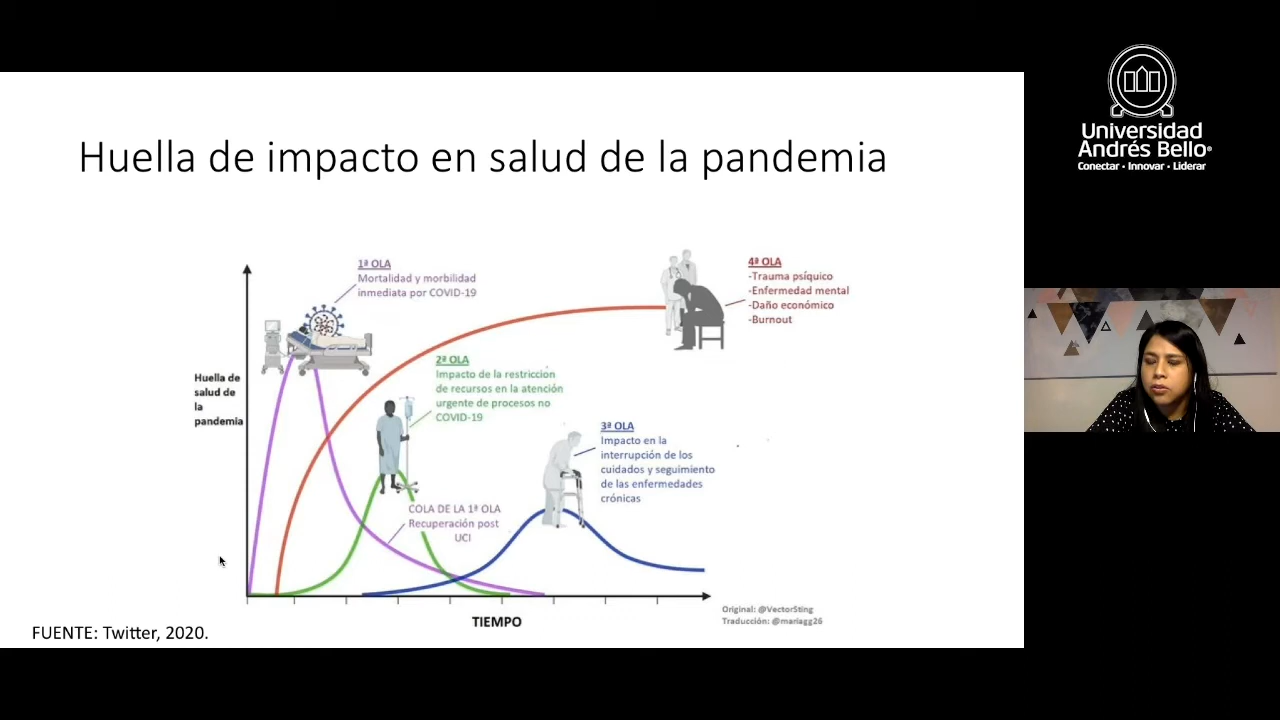 Huella de impacto en salud de la pandemia
Universidad
Andrés Bello®
Conectar · Innovar · Liderar
1ª OLA
Mortalidad y morbilidad
inmediata por COVID-19
4ª OLA
-Trauma psíquico
-Enfermedad mental
-Daño económico
-Burnout
2ª OLA
Impacto de la restricción
de recursos en la atención
urgente de procesos no
COVID-19
Huella de
salud de
la
pandemia
3ª OLA
Impacto en la
interrupción de los
cuidados y seguimiento
de las enfermedades
crónicas
COLA DE LA 1ª OLA
Recuperación post
UCI
TIEMPO
Original: @VectorSting
Traducción: @mariagg26
FUENTE: Twitter, 2020.